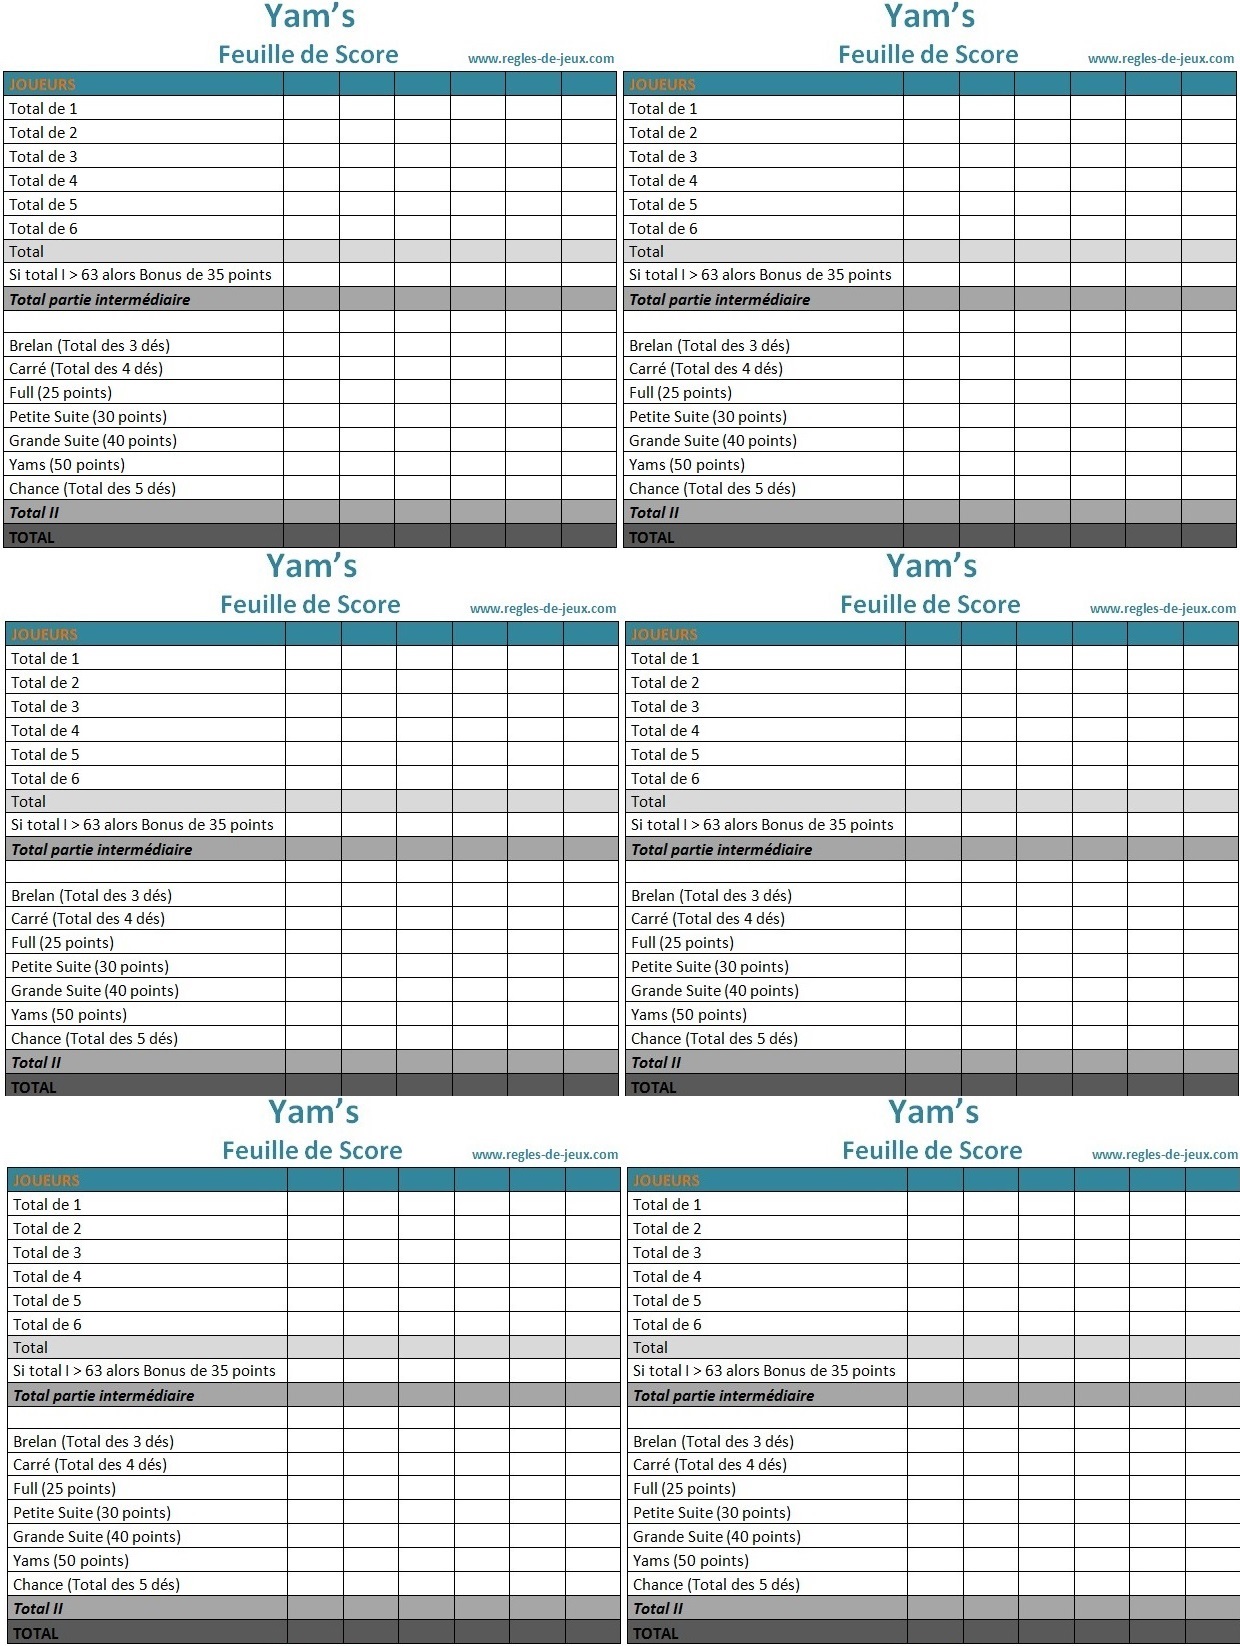 Yam’s
Feuille de Score
www.regles-de-jeux.com
JOUEURS
Total de 1
Total de 2
Total de 3
Total de 4
Total de 5
Total de 6
Total
Si total I > 63 alors Bonus de 35 points
Total partie intermédiaire
Brelan (Total des 3 dés)
Carré (Total des 4 dés)
Full (25 points)
Petite Suite (30 points)
Grande Suite (40 points)
Yams (50 points)
Chance (Total des 5 dés)
Total II
TOTAL
Yam’s
Feuille de Score
www.regles-de-jeux.com
JOUEURS
Total de 1
Total de 2
Total de 3
Total de 4
Total de 5
Total de 6
Total
Si total I > 63 alors Bonus de 35 points
Total partie intermédiaire
Brelan (Total des 3 dés)
Carré (Total des 4 dés)
Full (25 points)
Petite Suite (30 points)
Grande Suite (40 points)
Yams (50 points)
Chance (Total des 5 dés)
Total II
TOTAL
Yam’s
Feuille de Score
www.regles-de-jeux.com
JOUEURS
Total de 1
Total de 2
Total de 3
Total de 4
Total de 5
Total de 6
Total
Si total I > 63 alors Bonus de 35 points
Total partie intermédiaire
Brelan (Total des 3 dés)
Carré (Total des 4 dés)
Full (25 points)
Petite Suite (30 points)
Grande Suite (40 points)
Yams (50 points)
Chance (Total des 5 dés)
Total II
TOTAL
Yam’s
Feuille de Score
www.regles-de-jeux.com
JOUEURS
Total de 1
Total de 2
Total de 3
Total de 4
Total de 5
Total de 6
Total
Si total I > 63 alors Bonus de 35 points
Total partie intermédiaire
Brelan (Total des 3 dés)
Carré (Total des 4 dés)
Full (25 points)
Petite Suite (30 points)
Grande Suite (40 points)
Yams (50 points)
Chance (Total des 5 dés)
Total II
TOTAL
Yam’s
Feuille de Score
www.regles-de-jeux.com
JOUEURS
Total de 1
Total de 2
Total de 3
Total de 4
Total de 5
Total de 6
Total
Si total I > 63 alors Bonus de 35 points
Total partie intermédiaire
Brelan (Total des 3 dés)
Carré (Total des 4 dés)
Full (25 points)
Petite Suite (30 points)
Grande Suite (40 points)
Yams (50 points)
Chance (Total des 5 dés)
Total II
TOTAL
Yam’s
Feuille de Score
www.regles-de-jeux.com
JOUEURS
Total de 1
Total de 2
Total de 3
Total de 4
Total de 5
Total de 6
Total
Si total I > 63 alors Bonus de 35 points
Total partie intermédiaire
Brelan (Total des 3 dés)
Carré (Total des 4 dés)
Full (25 points)
Petite Suite (30 points)
Grande Suite (40 points)
Yams (50 points)
Chance (Total des 5 dés)
Total II
TOTAL